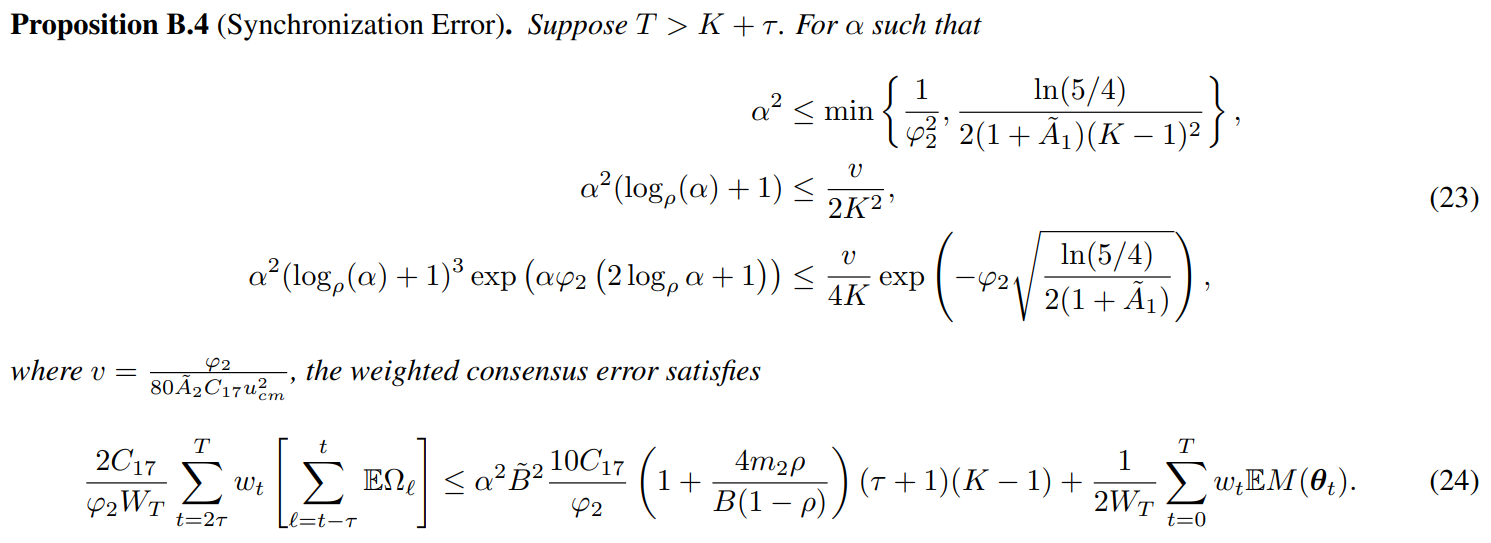 Proposition B.4 (Synchronization Error). Suppose T > K + τ. For α such that
α² ≤ min { 1/φ₂², ln(5/4) / (2(1 + Ã₁)(K − 1)²) },
α²(log_ρ(α) + 1) ≤ v/(2K²), (23)
α²(log_ρ(α) + 1)³ exp (αφ₂ (2 log_ρ α + 1)) ≤ v/(4K) exp (−φ₂ √(ln(5/4) / (2(1 + Ã₁)))),
where v = φ₂/(80Ã₂C₁₇u²_{cm}), the weighted consensus error satisfies
2C₁₇/(φ₂W_T) ∑_{t=2τ}^{T} w_t [∑_{ℓ=t−τ}^{t} 𝔼Ω_ℓ] ≤ α²B̃² 10C₁₇/φ₂ (1 + 4m₂ρ/(B(1 − ρ))) (τ + 1)(K − 1) + 1/(2W_T) ∑_{t=0}^{T} w_t𝔼M(θ_t). (24)